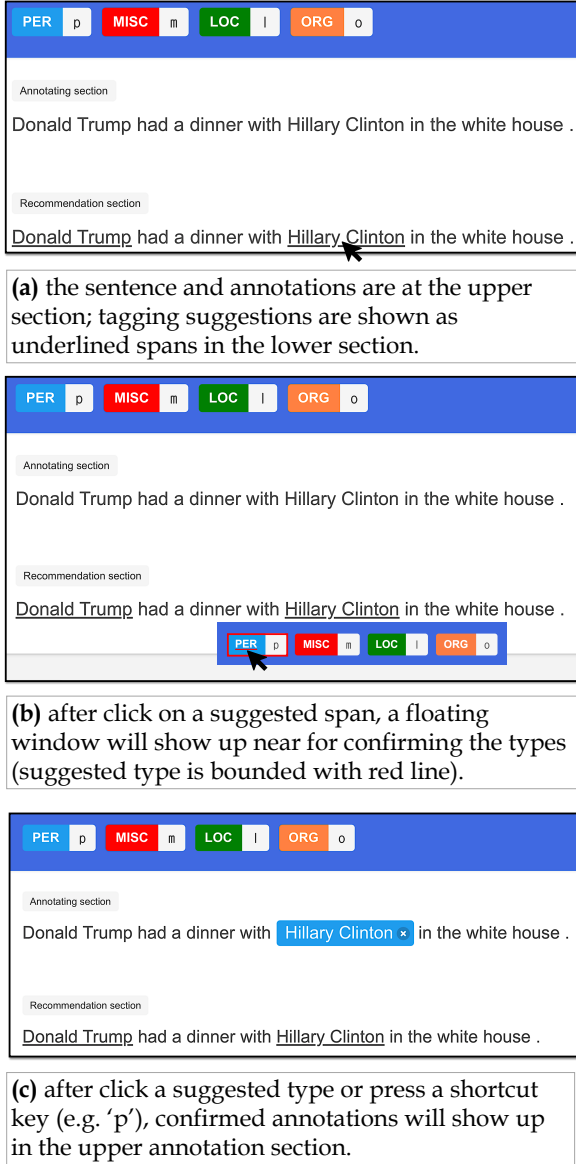 PER p MISC m LOC l ORG o
Annotating section
Donald Trump had a dinner with Hillary Clinton in the white house .
Recommendation section
Donald Trump had a dinner with Hillary Clinton in the white house .
(a) the sentence and annotations are at the upper
section; tagging suggestions are shown as
underlined spans in the lower section.
PER p MISC m LOC l ORG o
Annotating section
Donald Trump had a dinner with Hillary Clinton in the white house .
Recommendation section
Donald Trump had a dinner with Hillary Clinton in the white house .
PER p MISC m LOC l ORG o
(b) after click on a suggested span, a floating
window will show up near for confirming the types
(suggested type is bounded with red line).
PER p MISC m LOC l ORG o
Annotating section
Donald Trump had a dinner with Hillary Clinton × in the white house .
Recommendation section
Donald Trump had a dinner with Hillary Clinton in the white house .
(c) after click a suggested type or press a shortcut
key (e.g. ‘p’), confirmed annotations will show up
in the upper annotation section.